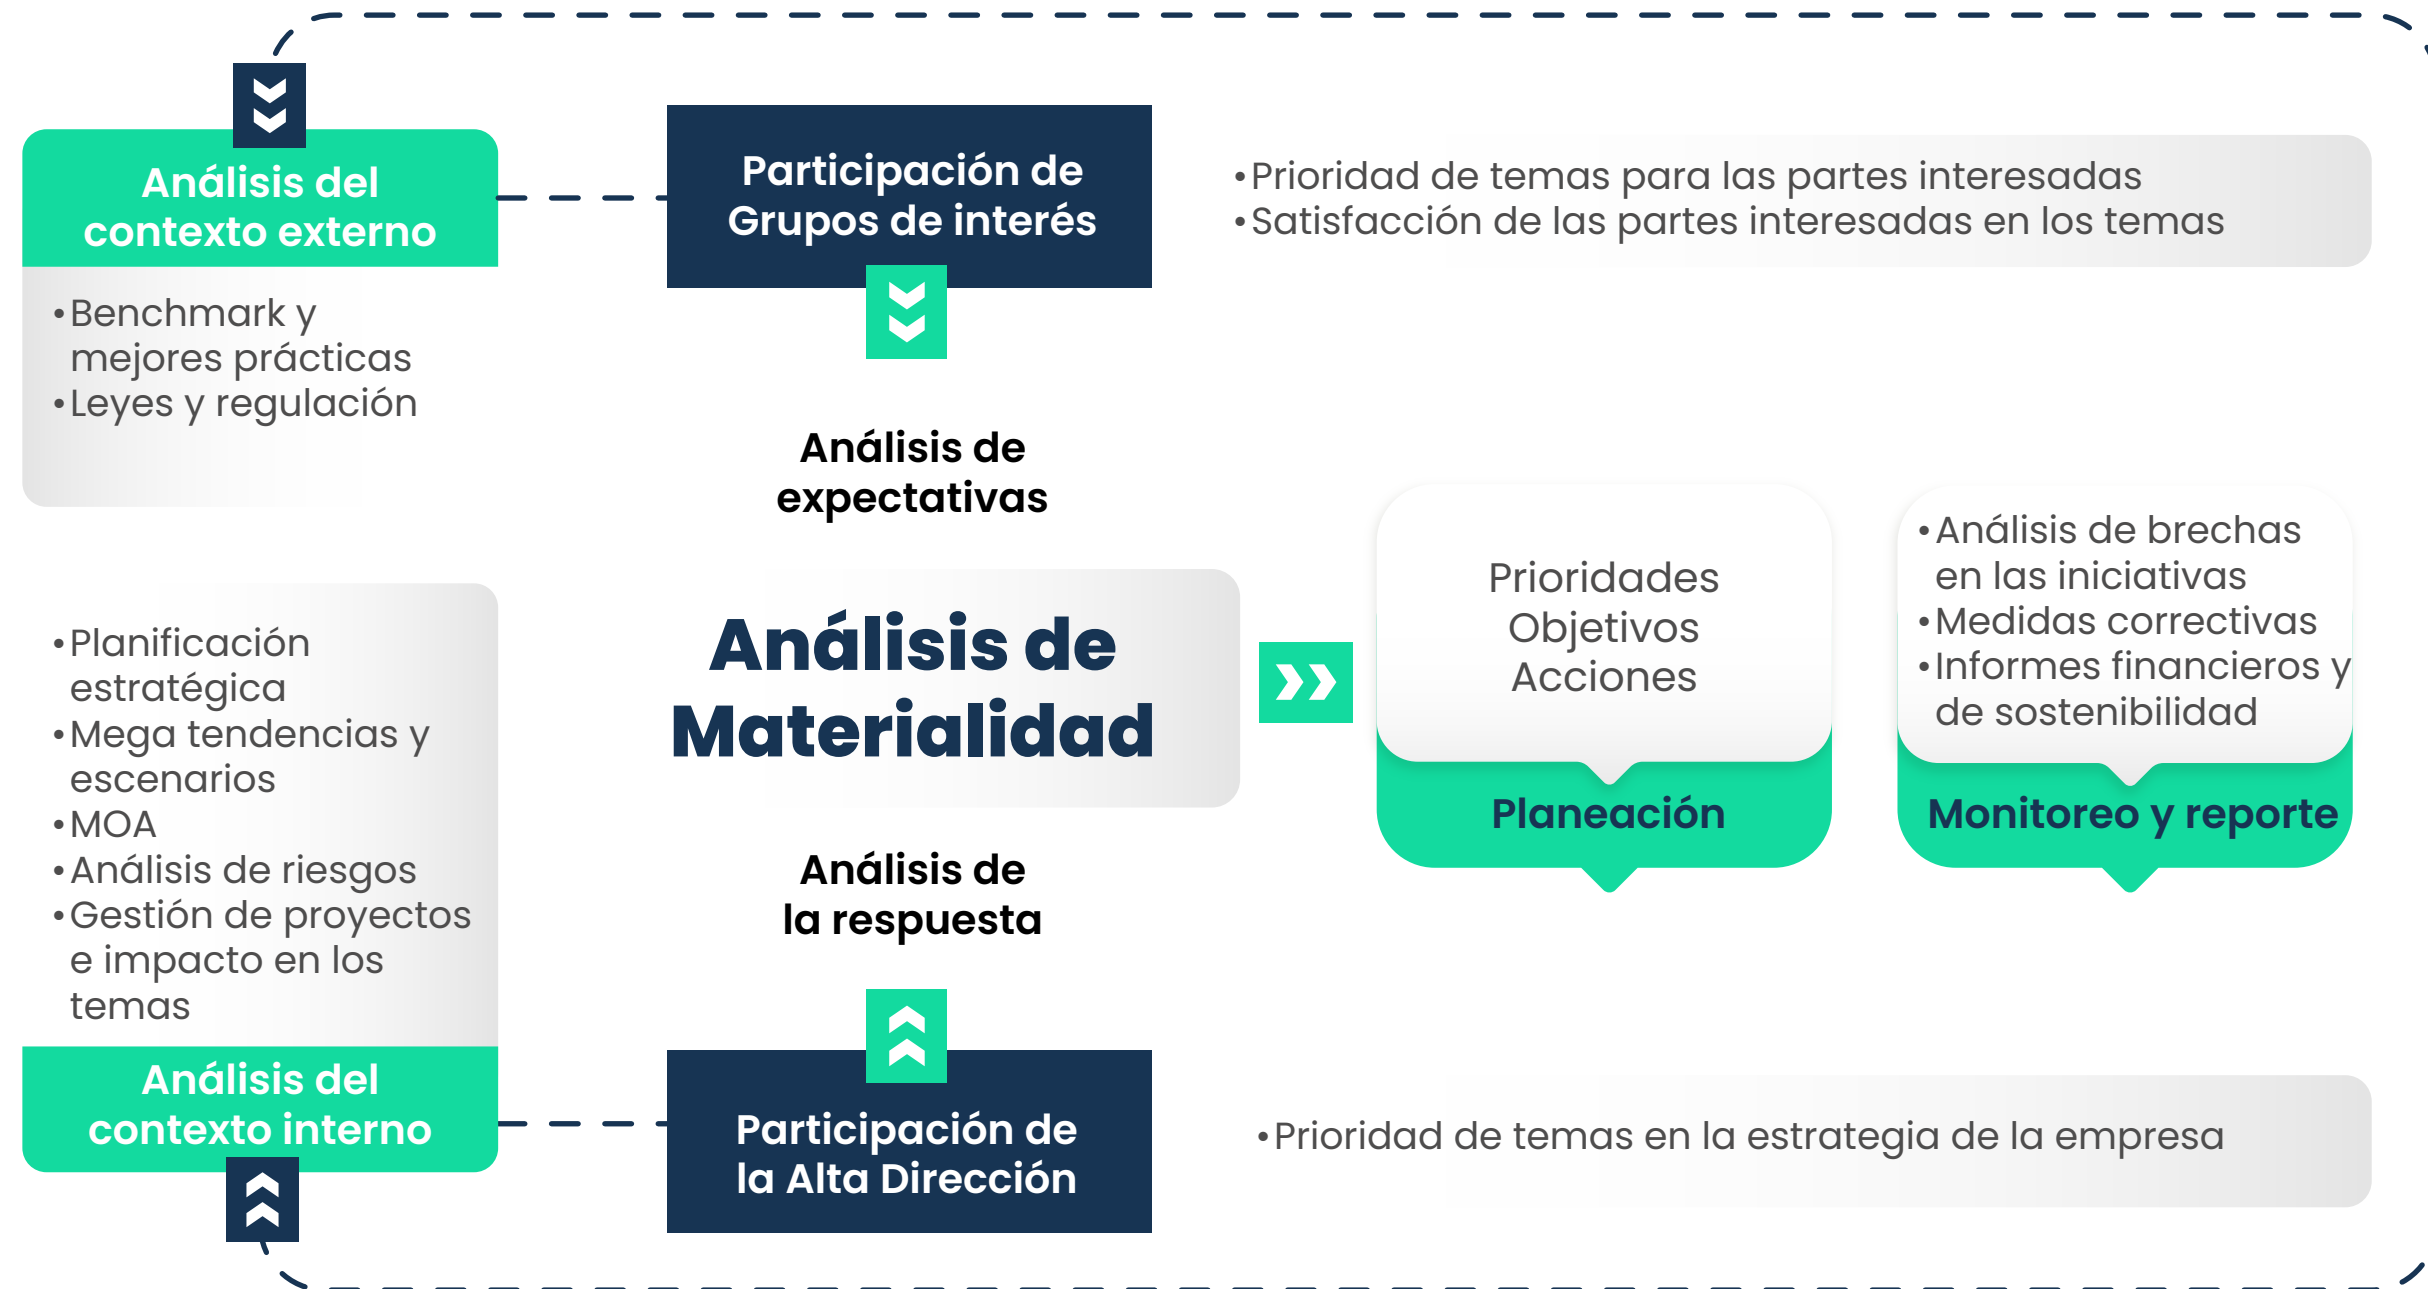 Análisis del
contexto externo
•Benchmark y
mejores prácticas
•Leyes y regulación
Participación de
Grupos de interés
•Prioridad de temas para las partes interesadas
•Satisfacción de las partes interesadas en los temas
Análisis de
expectativas
Análisis de
Materialidad
Análisis de
la respuesta
Prioridades
Objetivos
Acciones
Planeación
•Análisis de brechas
en las iniciativas
•Medidas correctivas
•Informes financieros y
de sostenibilidad
Monitoreo y reporte
•Planificación
estratégica
•Mega tendencias y
escenarios
•MOA
•Análisis de riesgos
•Gestión de proyectos
e impacto en los
temas
Análisis del
contexto interno
Participación de
la Alta Dirección
•Prioridad de temas en la estrategia de la empresa